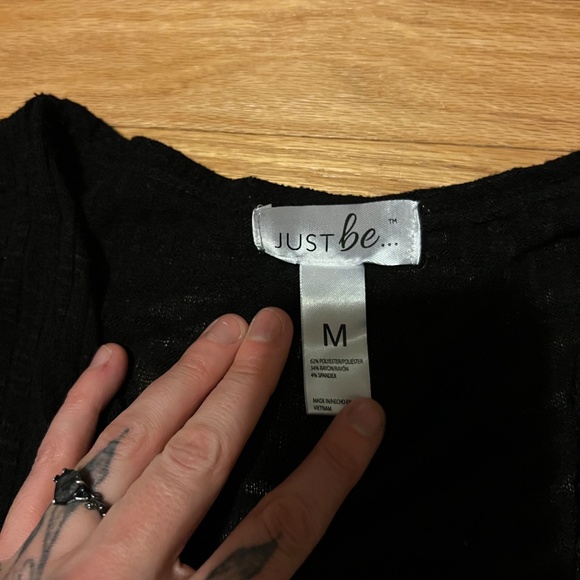 JUST be...™
M
62% POLYESTER/POLIESTER
34% RAYON/RAYÓN
4% SPANDEX
MADE IN/HECHO EN
VIETNAM